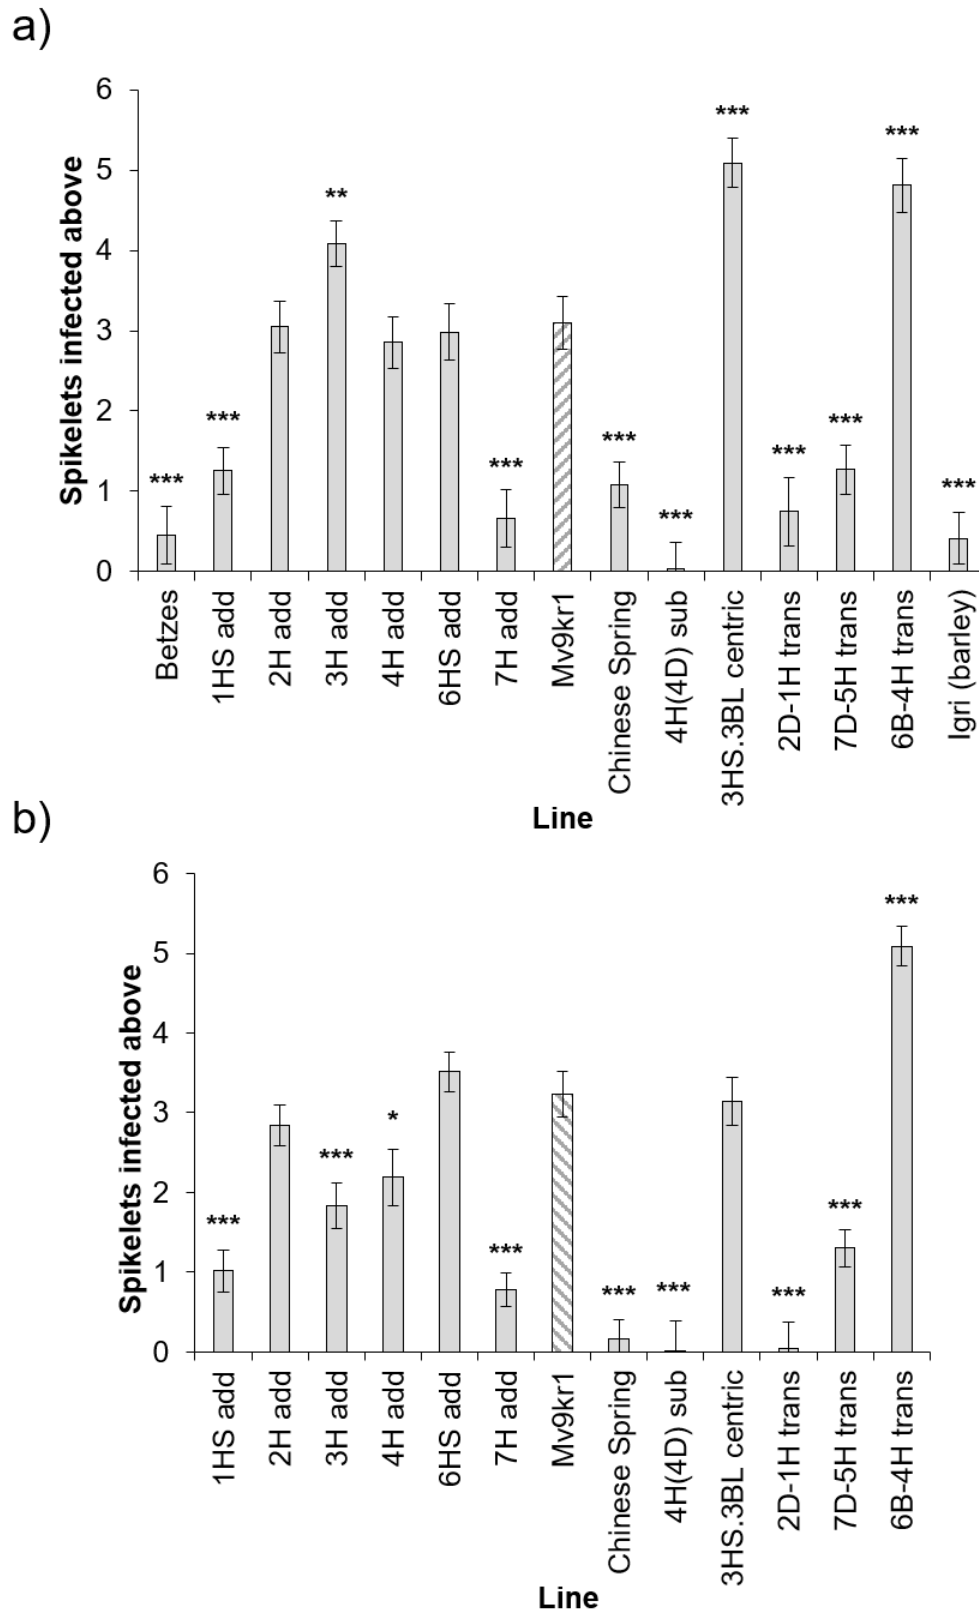 a)
Spikelets infected above
6
5
4
3
2
1
0
***
***
**
***
***
***
***
***
***
***
***
Betzes
1HS add
2H add
3H add
4H add
6HS add
7H add
Mv9kr1
Chinese Spring
4H(4D) sub
3HS.3BL centric
2D-1H trans
7D-5H trans
6B-4H trans
Igri (barley)
Line
b)
Spikelets infected above
6
5
4
3
2
1
0
***
***
*
***
***
***
***
***
***
1HS add
2H add
3H add
4H add
6HS add
7H add
Mv9kr1
Chinese Spring
4H(4D) sub
3HS.3BL centric
2D-1H trans
7D-5H trans
6B-4H trans
Line